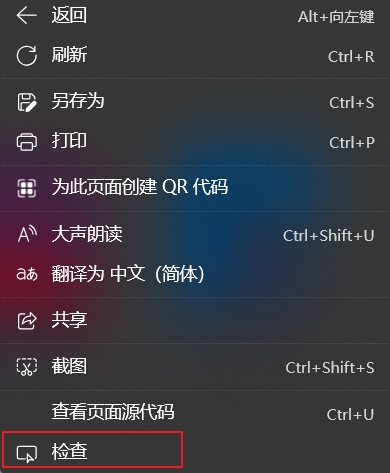 返回 Alt+向左键
刷新 Ctrl+R
另存为 Ctrl+S
打印 Ctrl+P
为此页面创建 QR 代码
大声朗读 Ctrl+Shift+U
aあ 翻译为 中文（简体）
共享
截图 Ctrl+Shift+S
查看页面源代码 Ctrl+U
检查